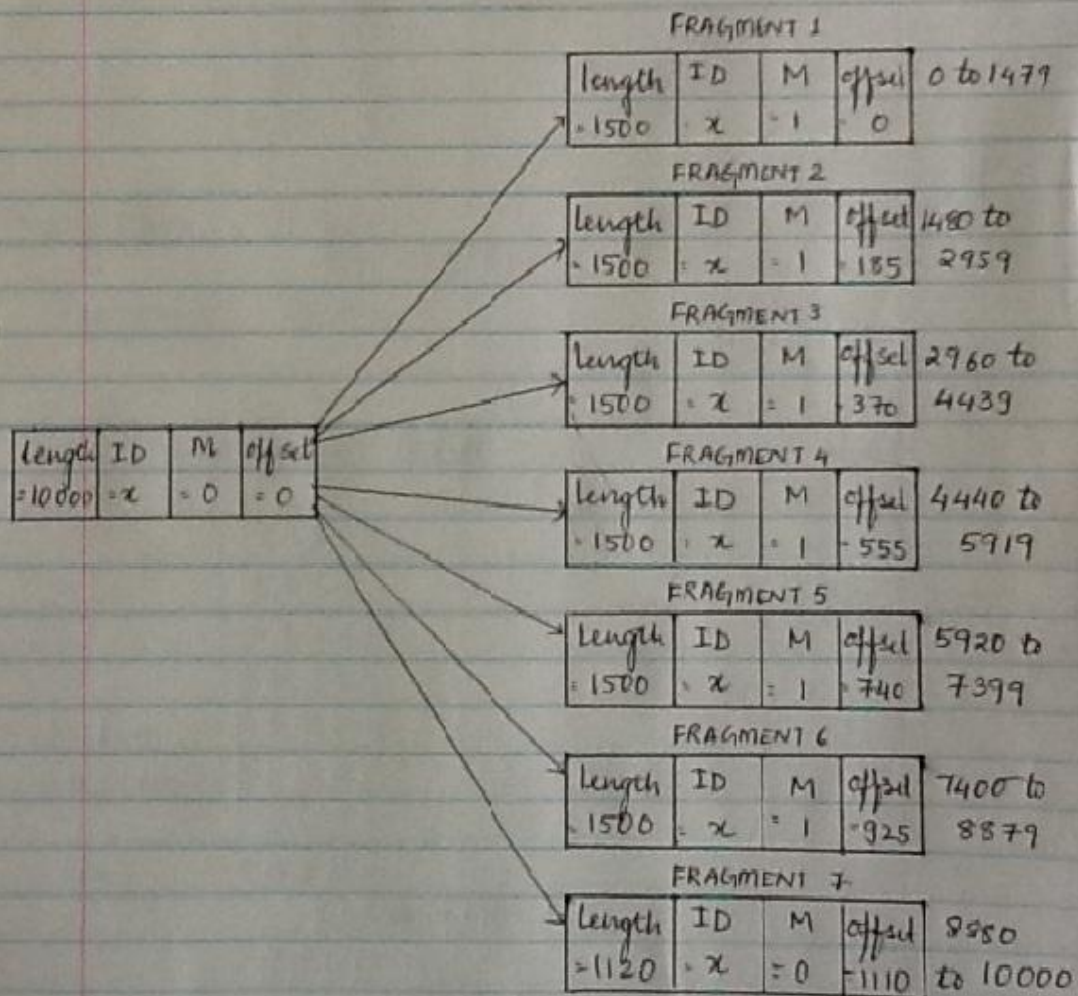 FRAGMENT 1
length ID M offset 0 to 1479
= 1500 = x = 1 = 0
FRAGMENT 2
length ID M offset 1480 to
= 1500 = x = 1 = 185 2959
FRAGMENT 3
length ID M offset 2960 to
= 1500 = x = 1 = 370 4439
length ID M offset
= 10000 = x = 0 = 0
FRAGMENT 4
length ID M offset 4440 to
= 1500 = x = 1 = 555 5919
FRAGMENT 5
length ID M offset 5920 to
= 1500 = x = 1 = 740 7399
FRAGMENT 6
length ID M offset 7400 to
= 1500 = x = 1 = 925 8879
FRAGMENT 7
length ID M offset 8880
= 1120 = x = 0 = 1110 to 10000